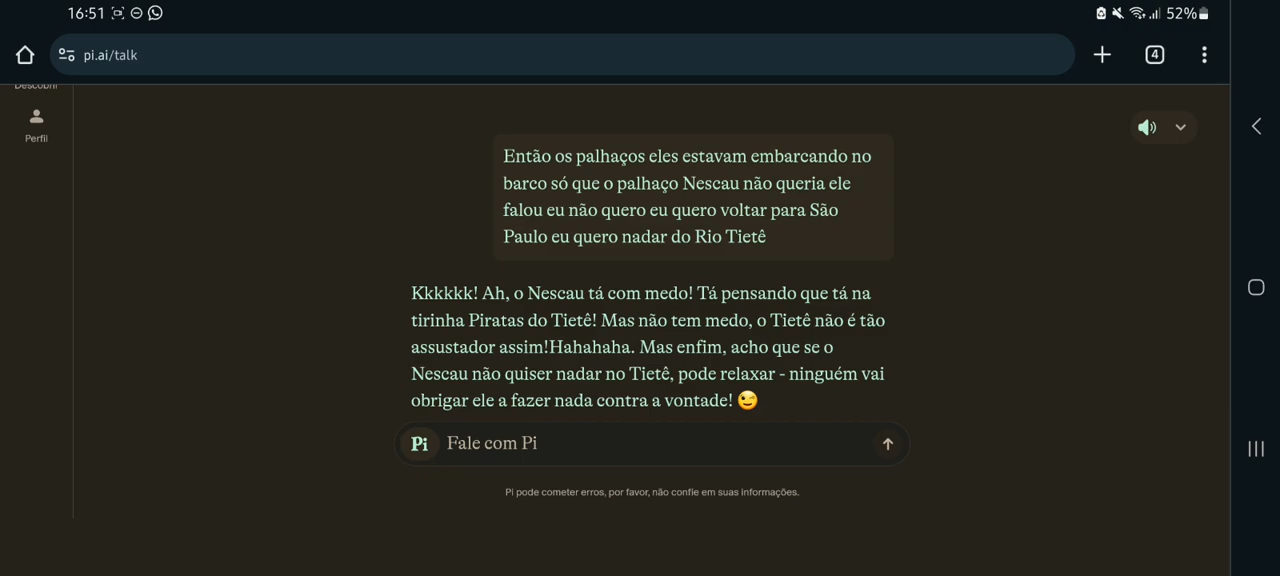 16:51
52%
pi.ai/talk
4
Descobrir
Perfil
Então os palhaços eles estavam embarcando no
barco só que o palhaço Nescau não queria ele
falou eu não quero eu quero voltar para São
Paulo eu quero nadar do Rio Tietê
Kkkkkk! Ah, o Nescau tá com medo! Tá pensando que tá na
tirinha Piratas do Tietê! Mas não tem medo, o Tietê não é tão
assustador assim!Hahahaha. Mas enfim, acho que se o
Nescau não quiser nadar no Tietê, pode relaxar - ninguém vai
obrigar ele a fazer nada contra a vontade! 😉
Pi Fale com Pi
Pi pode cometer erros, por favor, não confie em suas informações.